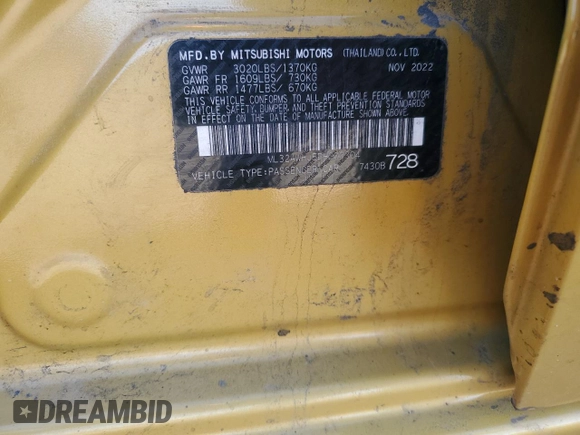 MFD.BY MITSUBISHI MOTORS (THAILAND) CO., LTD.
GVWR 3020LBS/1370KG NOV 2022
GAWR FR 1609LBS/ 730KG
GAWR RR 1477LBS/ 670KG
THIS VEHICLE CONFORMS TO ALL APPLICABLE FEDERAL MOTOR
VEHICLE SAFETY, BUMPER AND THEFT PREVENTION STANDARDS
IN EFFECT ON THE DATE OF MANUFACTURE SHOWN ABOVE.
VEHICLE TYPE:PASSENGER CAR 7430B 728
DREAMBID